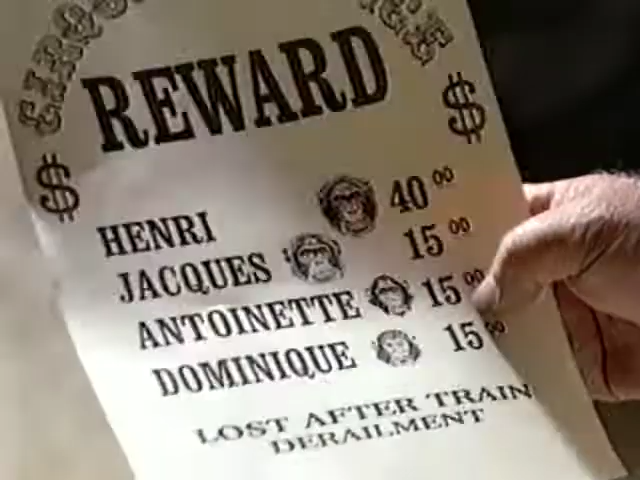 REWARD
$ $
HENRI 40 00
JACQUES 15 00
ANTOINETTE 15 00
DOMINIQUE 15 00
LOST AFTER TRAIN
DERAILMENT